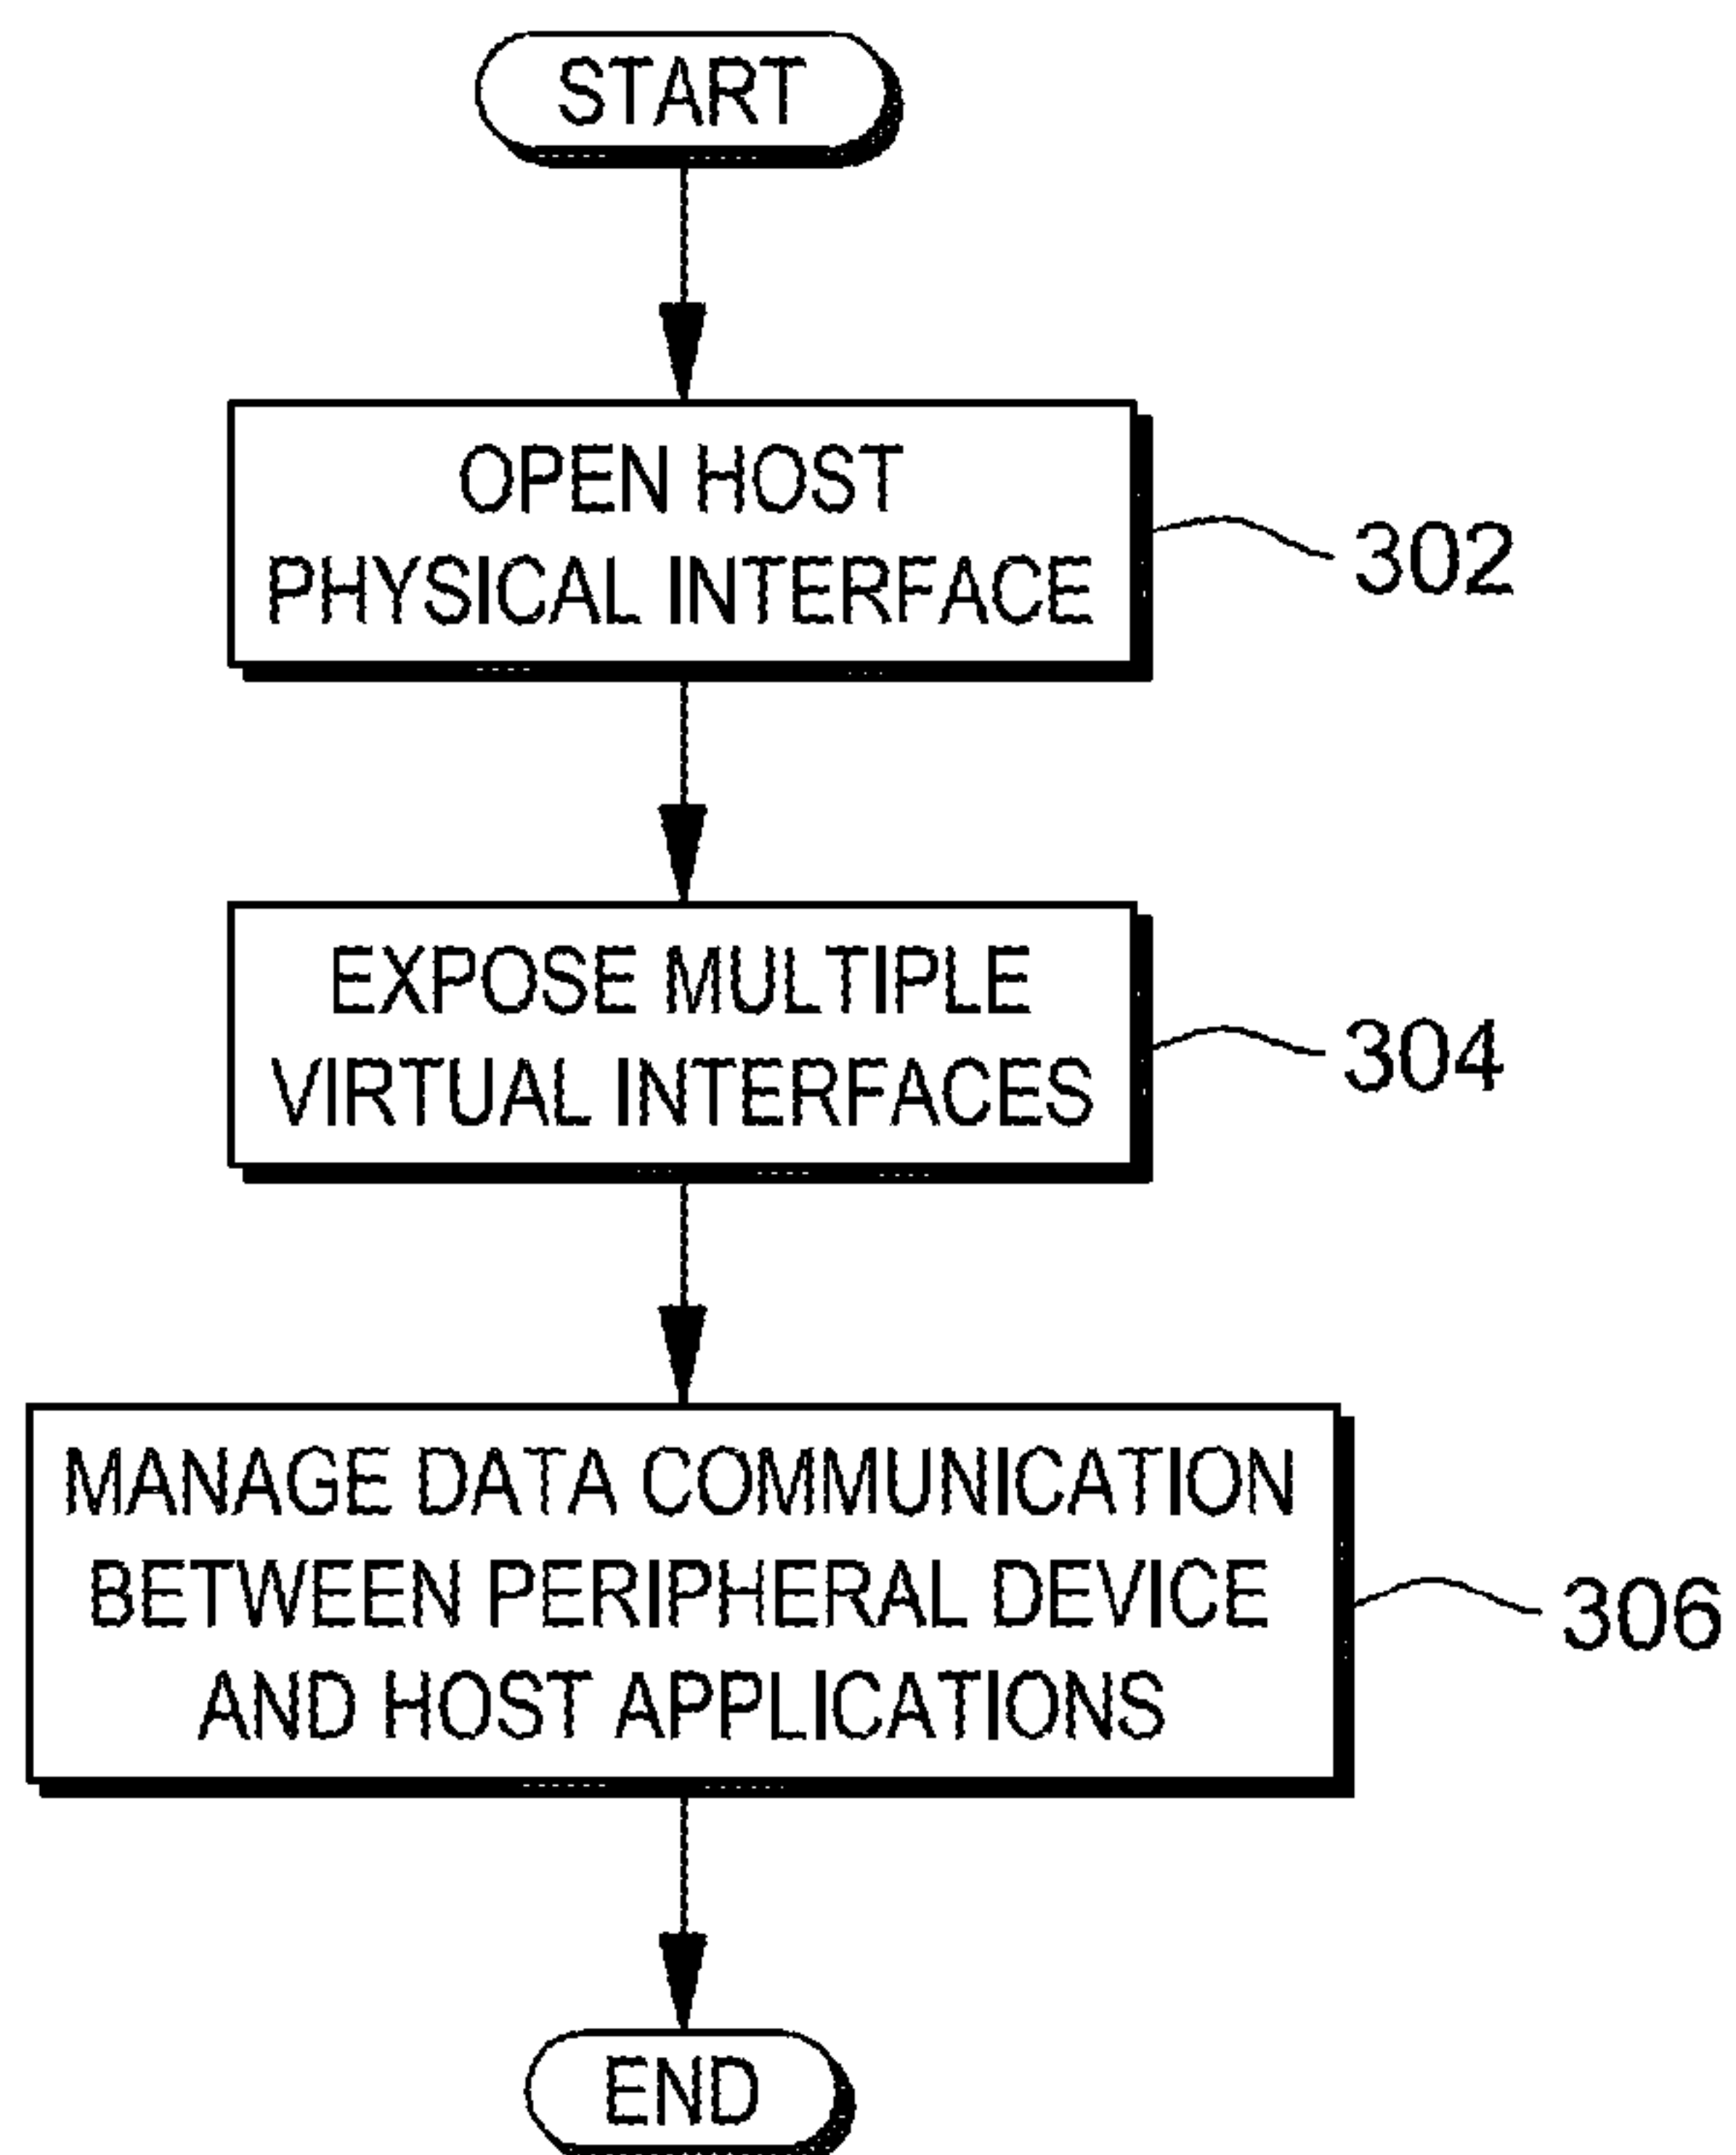 START
OPEN HOST
PHYSICAL INTERFACE
302
EXPOSE MULTIPLE
VIRTUAL INTERFACES
304
MANAGE DATA COMMUNICATION
BETWEEN PERIPHERAL DEVICE
AND HOST APPLICATIONS
306
END